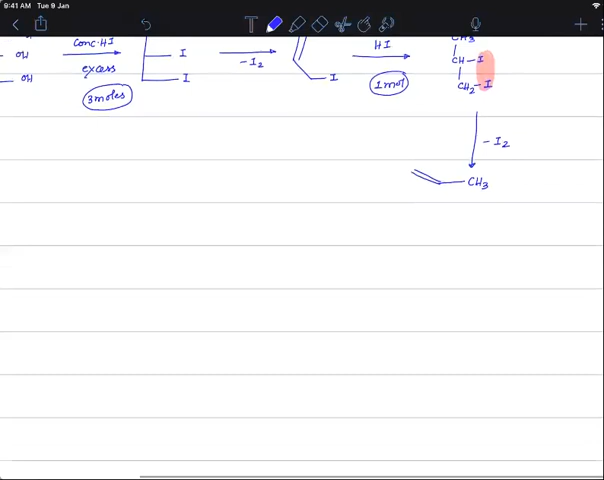 9:41 AM Tue 9 Jan
OH Conc·HI I −I₂ HI CH₃
excess CH−I
OH 3moles I I 1mol CH₂−I
−I₂
CH₃